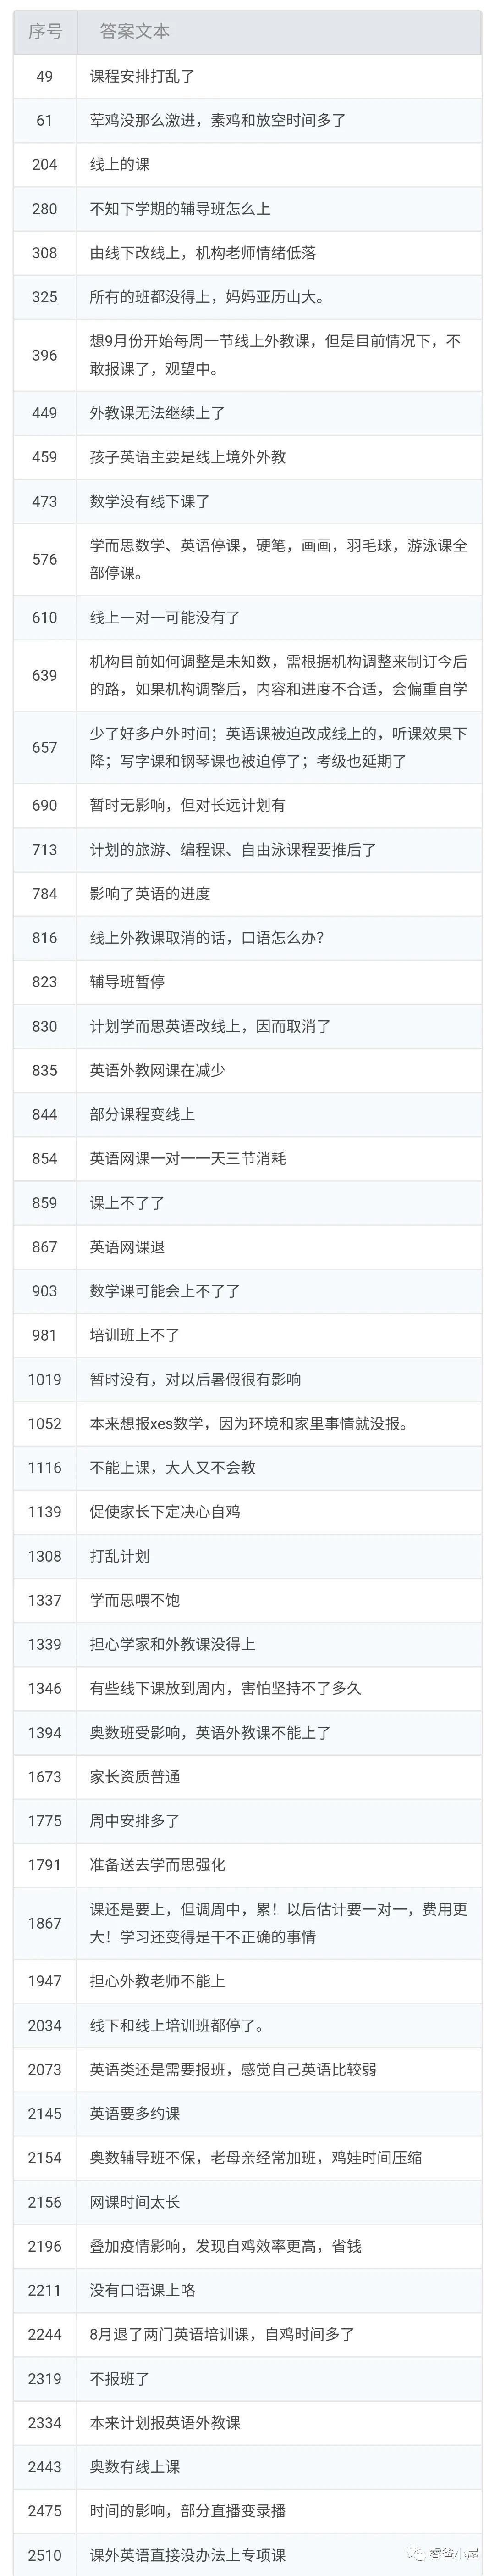 序号 答案文本
49 课程安排打乱了
61 荤鸡没那么激进，素鸡和放空时间多了
204 线上的课
280 不知下学期的辅导班怎么上
308 由线下改线上，机构老师情绪低落
325 所有的班都没得上，妈妈亚历山大。
396 想9月份开始每周一节线上外教课，但是目前情况下，不
敢报课了，观望中。
449 外教课无法继续上了
459 孩子英语主要是线上境外外教
473 数学没有线下课了
576 学而思数学、英语停课，硬笔，画画，羽毛球，游泳课全
部停课。
610 线上一对一可能没有了
639 机构目前如何调整是未知数，需根据机构调整来制订今后
的路，如果机构调整后，内容和进度不合适，会偏重自学
657 少了好多户外时间；英语课被迫改成线上的，听课效果下
降；写字课和钢琴课也被迫停了；考级也延期了
690 暂时无影响，但对长远计划有
713 计划的旅游、编程课、自由泳课程要推后了
784 影响了英语的进度
816 线上外教课取消的话，口语怎么办？
823 辅导班暂停
830 计划学而思英语改线上，因而取消了
835 英语外教网课在减少
844 部分课程变线上
854 英语网课一对一一天三节消耗
859 课上不了了
867 英语网课退
903 数学课可能会上不了了
981 培训班上不了
1019 暂时没有，对以后暑假很有影响
1052 本来想报xes数学，因为环境和家里事情就没报。
1116 不能上课，大人又不会教
1139 促使家长下定决心自鸡
1308 打乱计划
1337 学而思喂不饱
1339 担心学家和外教课没得上
1346 有些线下课放到周内，害怕坚持不了多久
1394 奥数班受影响，英语外教课不能上了
1673 家长资质普通
1775 周中安排多了
1791 准备送去学而思强化
1867 课还是要上，但调周中，累！以后估计要一对一，费用更
大！学习还变得是干不正确的事情
1947 担心外教老师不能上
2034 线下和线上培训班都停了。
2073 英语类还是需要报班，感觉自己英语比较弱
2145 英语要多约课
2154 奥数辅导班不保，老母亲经常加班，鸡娃时间压缩
2156 网课时间太长
2196 叠加疫情影响，发现自鸡效率更高，省钱
2211 没有口语课上咯
2244 8月退了两门英语培训课，自鸡时间多了
2319 不报班了
2334 本来计划报英语外教课
2443 奥数有线上课
2475 时间的影响，部分直播变录播
2510 课外英语直接没办法上专项课
睿爸小屋